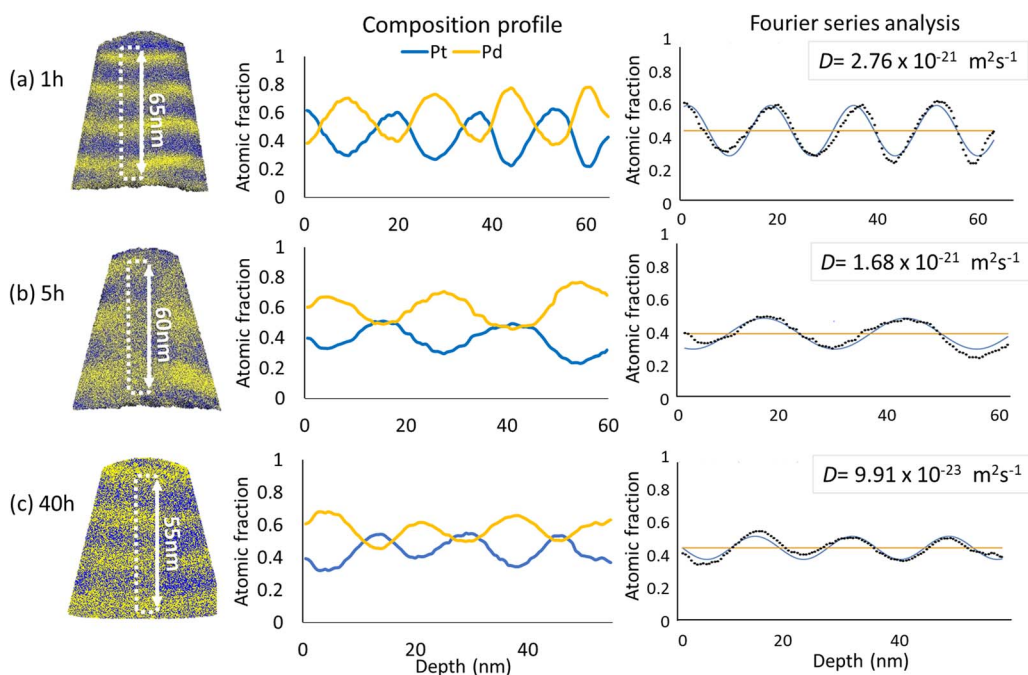 Composition profile
Fourier series analysis
Pt Pd
(a) 1h
65nm
Atomic fraction
1
0.8
0.6
0.4
0.2
0
0 20 40 60
Atomic fraction
1
0.8
0.6
0.4
0.2
0
0 20 40 60
D= 2.76 x 10-21 m2s-1
(b) 5h
60nm
Atomic fraction
1
0.8
0.6
0.4
0.2
0
0 20 40 60
Atomic fraction
1
0.8
0.6
0.4
0.2
0
0 20 40 60
D= 1.68 x 10-21 m2s-1
(c) 40h
55nm
Atomic fraction
1
0.8
0.6
0.4
0.2
0
0 20 40
Depth (nm)
Atomic fraction
1
0.8
0.6
0.4
0.2
0
0 20 40
Depth (nm)
D= 9.91 x 10-23 m2s-1